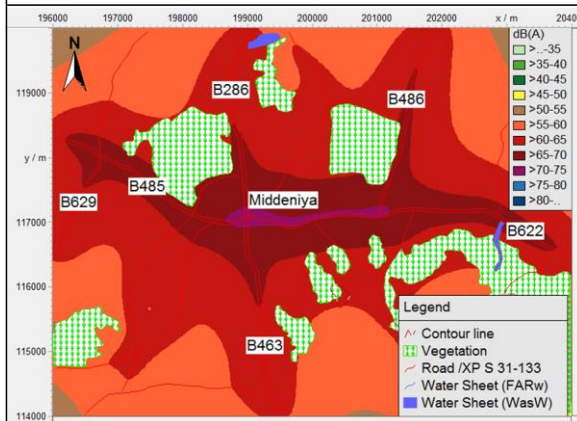 196000 197000 198000 199000 200000 201000 202000 x / m 2040
dB(A)
>..-35
>35-40
>40-45
>45-50
>50-55
>55-60
>60-65
>65-70
>70-75
>75-80
>80-..
N
119000
B286
B486
y / m
B485
Middeniya
B629
117000
B622
116000
B463
115000
114000
Legend
Contour line
Vegetation
Road /XP S 31-133
Water Sheet (FARw)
Water Sheet (WasW)